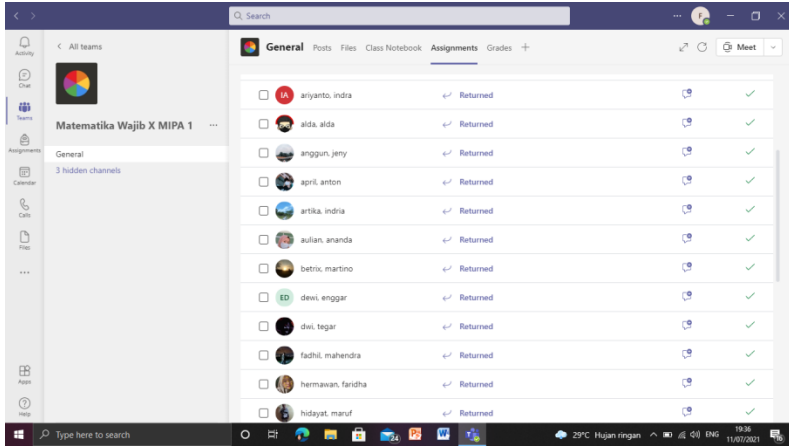 Search
F
Activity
Chat
Teams
Assignments
Calendar
Calls
Files
Apps
Help
All teams
Matematika Wajib X MIPA 1
General
3 hidden channels
General Posts Files Class Notebook Assignments Grades +
Meet
IA ariyanto, indra Returned
alda, alda Returned
anggun, jeny Returned
april, anton Returned
artika, indria Returned
aulian, ananda Returned
betrix, martino Returned
ED dewi, enggar Returned
dwi, tegar Returned
fadhil, mahendra Returned
hermawan, faridha Returned
hidayat, maruf Returned
Type here to search
24
29°C Hujan ringan ENG
19:36
11/07/2021
16